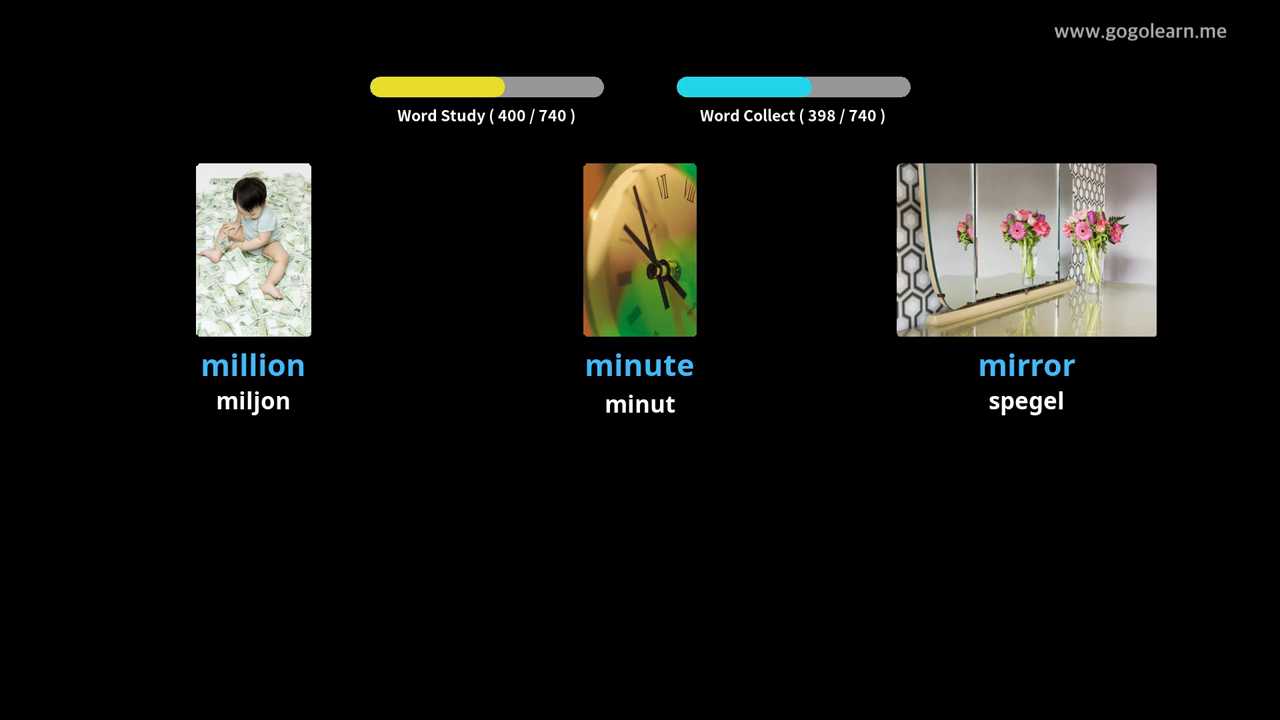 www.gogolearn.me
Word Study ( 400 / 740 )
Word Collect ( 398 / 740 )
million
miljon
minute
minut
mirror
spegel